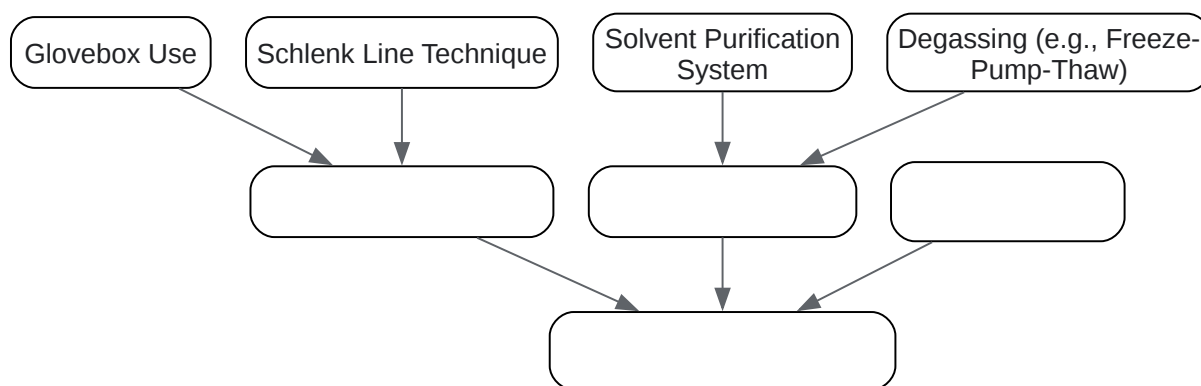 Glovebox Use
Schlenk Line Technique
Solvent Purification
System
Degassing (e.g., Freeze-
Pump-Thaw)